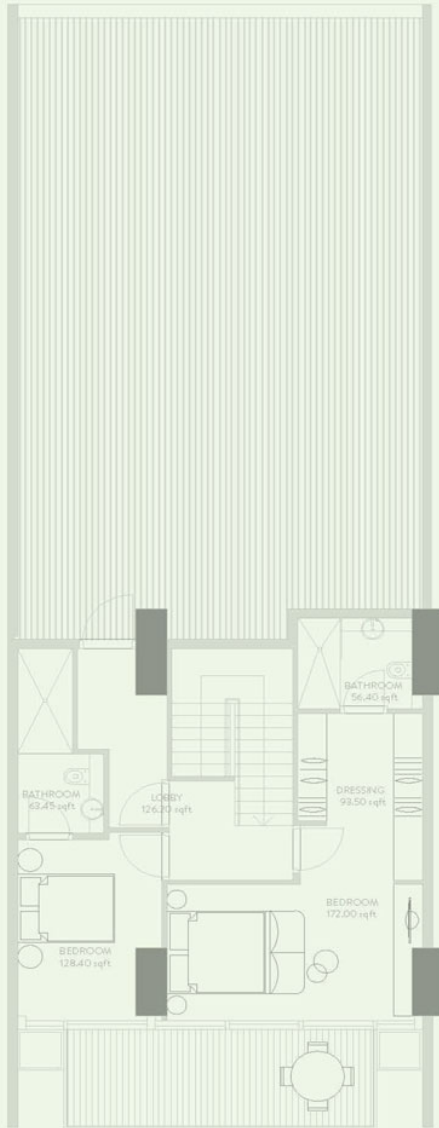 BATHROOM
56.40 sqft
BATHROOM
63.45 sqft
LOBBY
126.20 sqft
DRESSING
93.50 sqft
BEDROOM
172.00 sqft
BEDROOM
128.40 sqft